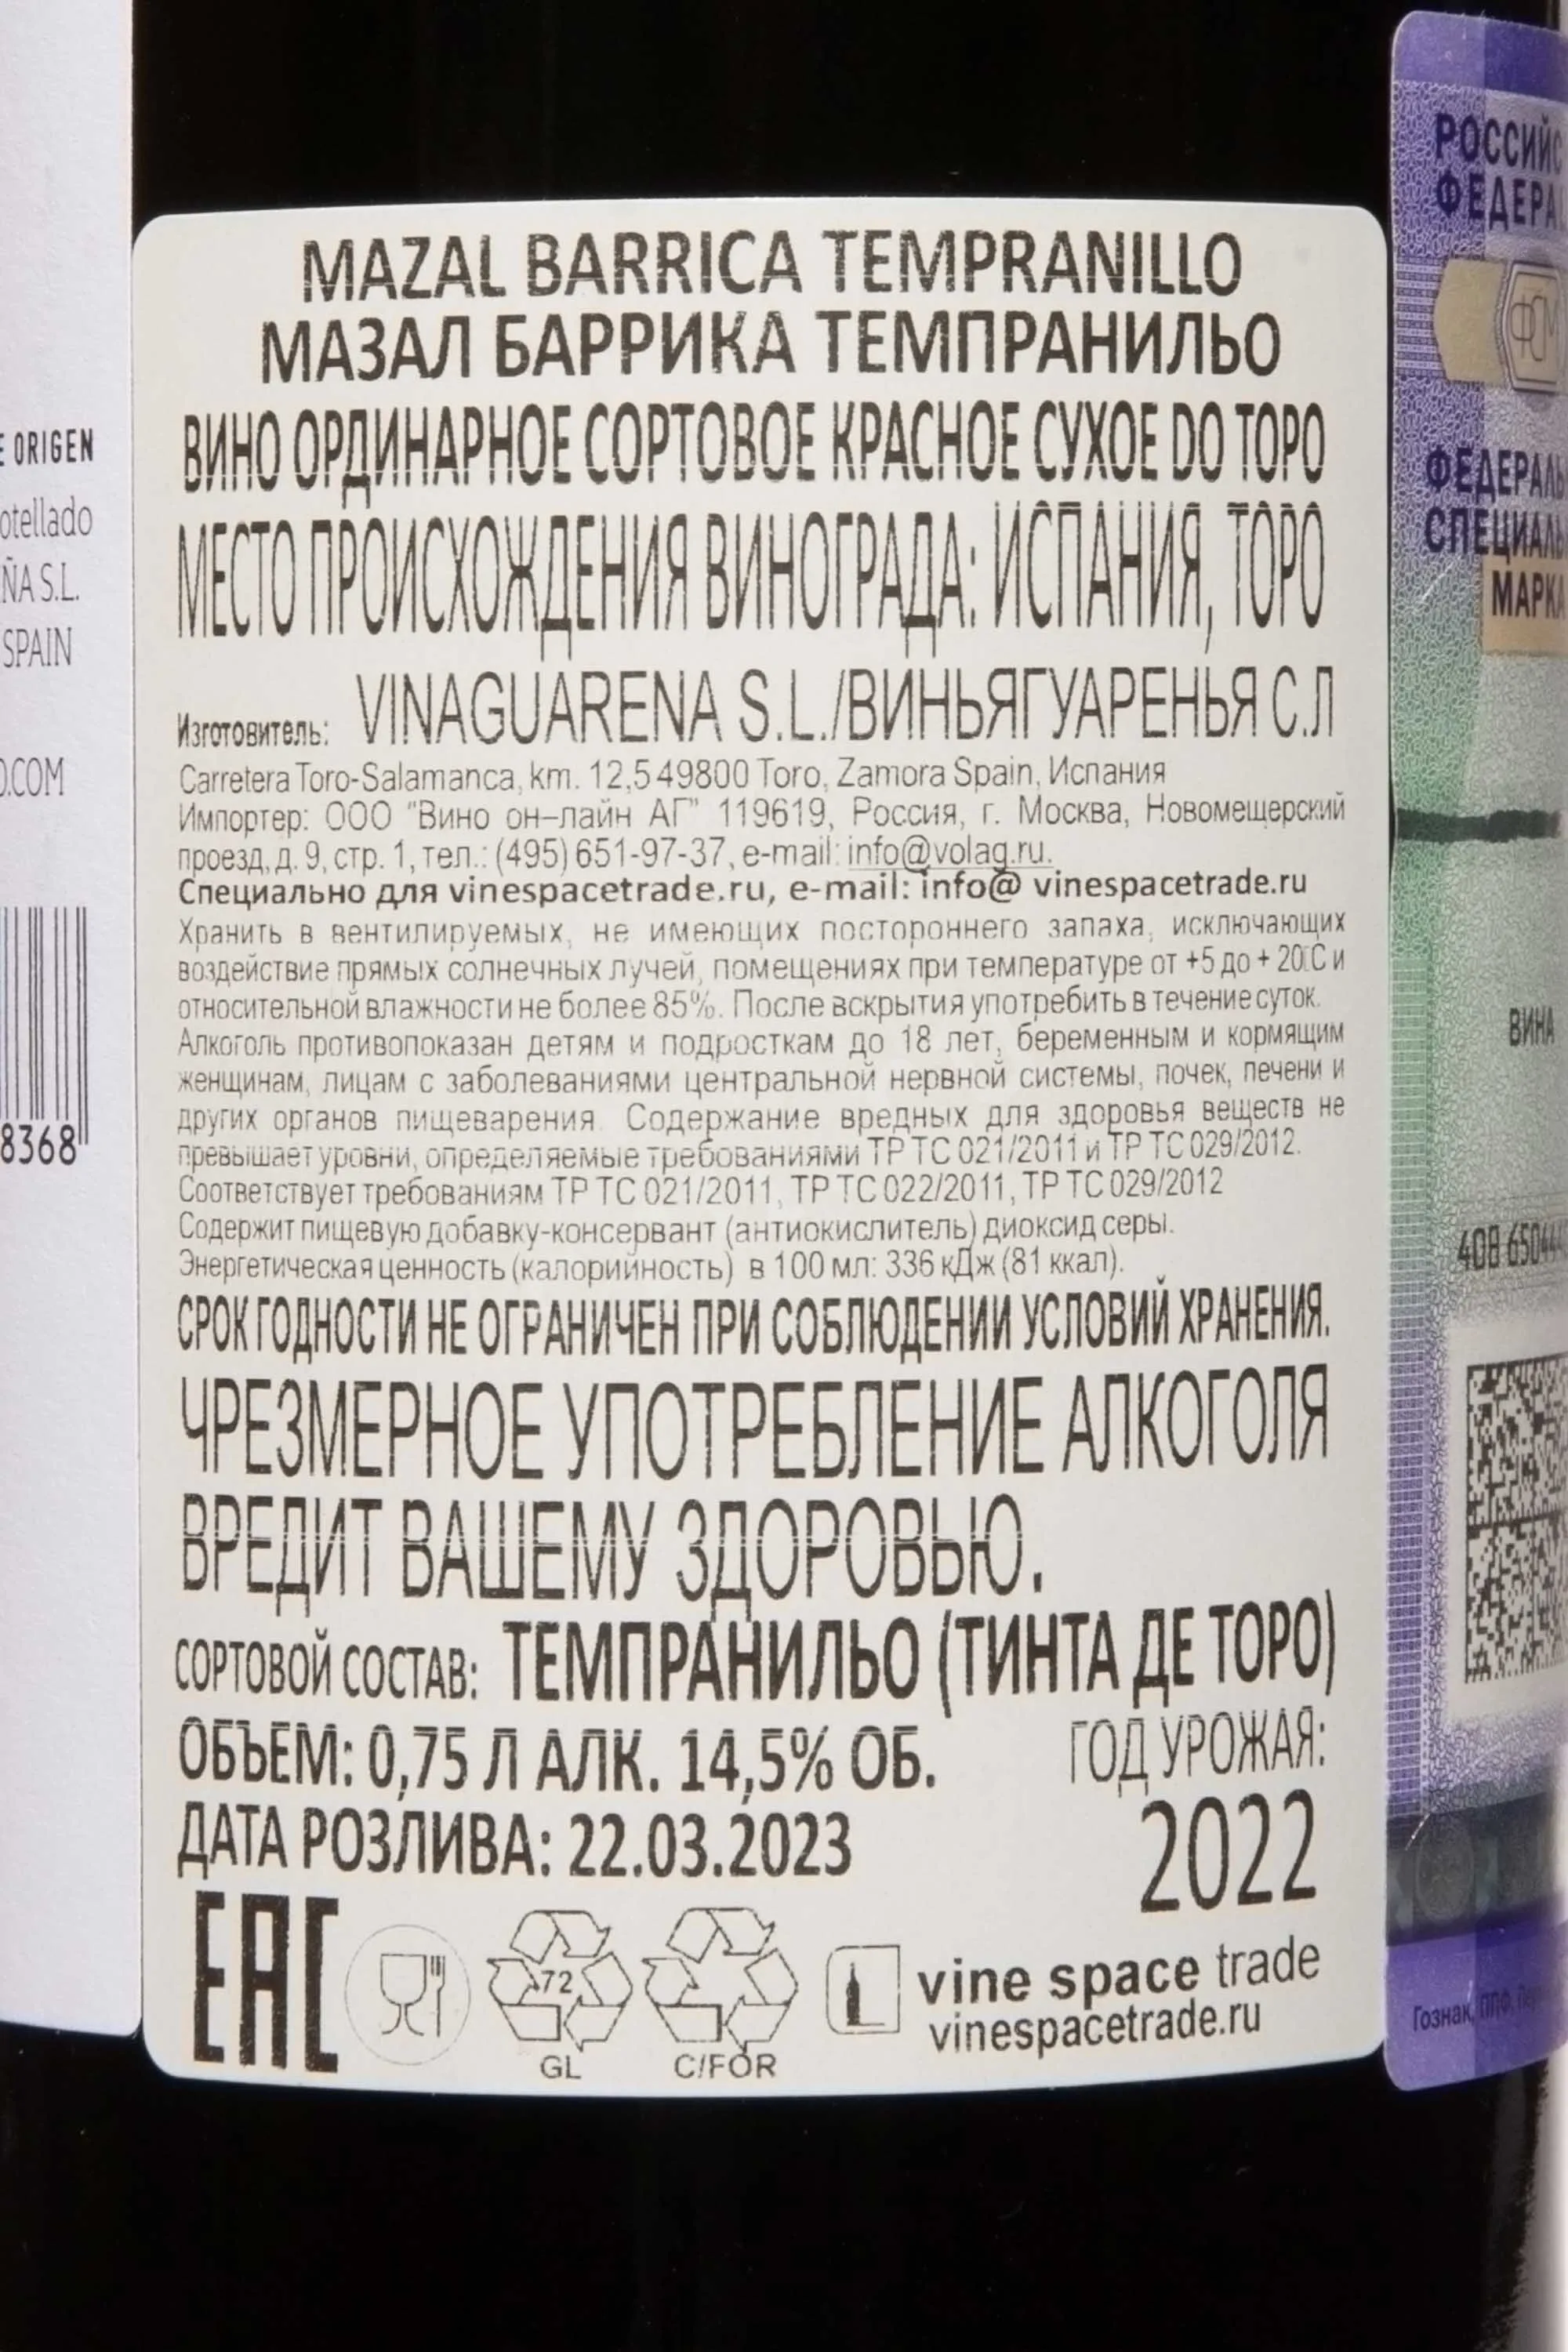 E ORIGEN
otellado
ÑA S.L.
SPAIN
O.COM
8368
MAZAL BARRICA TEMPRANILLO
МАЗАЛ БАРРИКА ТЕМПРАНИЛЬО
ВИНО ОРДИНАРНОЕ СОРТОВОЕ КРАСНОЕ СУХОЕ DO ТОРО
МЕСТО ПРОИСХОЖДЕНИЯ ВИНОГРАДА: ИСПАНИЯ, ТОРО
Изготовитель: VINAGUARENA S.L./ВИНЬЯГУАРЕНЬЯ С.Л
Carretera Toro-Salamanca, km. 12,5 49800 Toro, Zamora Spain, Испания
Импортер: ООО "Вино он–лайн АГ" 119619, Россия, г. Москва, Новомещерский
проезд, д. 9, стр. 1, тел.: (495) 651-97-37, e-mail: info@volag.ru.
Специально для vinespacetrade.ru, e-mail: info@ vinespacetrade.ru
Хранить в вентилируемых, не имеющих постороннего запаха, исключающих
воздействие прямых солнечных лучей, помещениях при температуре от +5 до + 20°С и
относительной влажности не более 85%. После вскрытия употребить в течение суток.
Алкоголь противопоказан детям и подросткам до 18 лет, беременным и кормящим
женщинам, лицам с заболеваниями центральной нервной системы, почек, печени и
других органов пищеварения. Содержание вредных для здоровья веществ не
превышает уровни, определяемые требованиями ТР ТС 021/2011 и ТР ТС 029/2012.
Соответствует требованиям ТР ТС 021/2011, ТР ТС 022/2011, ТР ТС 029/2012
Содержит пищевую добавку-консервант (антиокислитель) диоксид серы.
Энергетическая ценность (калорийность) в 100 мл: 336 кДж (81 ккал).
СРОК ГОДНОСТИ НЕ ОГРАНИЧЕН ПРИ СОБЛЮДЕНИИ УСЛОВИЙ ХРАНЕНИЯ.
ЧРЕЗМЕРНОЕ УПОТРЕБЛЕНИЕ АЛКОГОЛЯ
ВРЕДИТ ВАШЕМУ ЗДОРОВЬЮ.
СОРТОВОЙ СОСТАВ: ТЕМПРАНИЛЬО (ТИНТА ДЕ ТОРО)
ОБЪЕМ: 0,75 Л АЛК. 14,5% ОБ.
ГОД УРОЖАЯ:
2022
ДАТА РОЗЛИВА: 22.03.2023
EAC
72
GL
C/FOR
vine space trade
vinespacetrade.ru
РОССИЙС
ФЕДЕРА
ФСМ
ФЕДЕРАЛЬ
СПЕЦИАЛЬ
МАРК
ВИНА
408 6504
Гознак, ППФ,